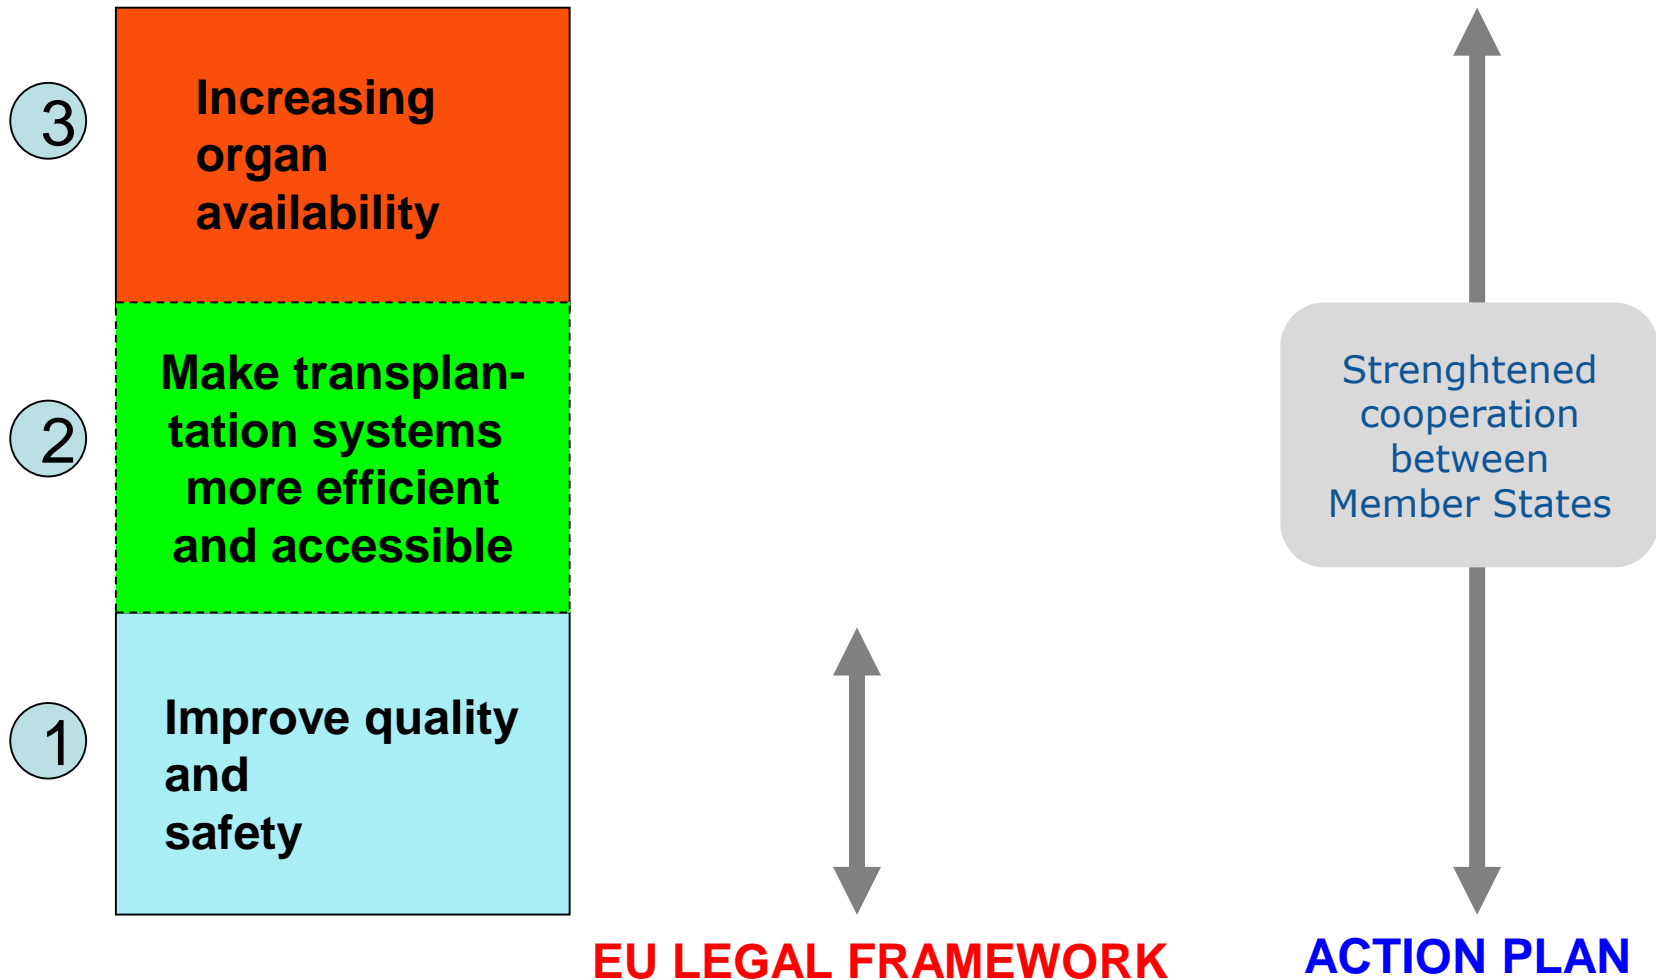 3
Increasing
organ
availability
2
Make transplan-
tation systems
more efficient
and accessible
Strenghtened
cooperation
between
Member States
1
Improve quality
and
safety
EU LEGAL FRAMEWORK
ACTION PLAN